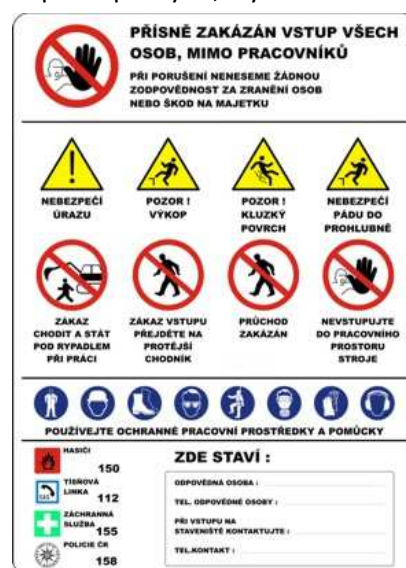 PŘÍSNĚ ZAKÁZÁN VSTUP VŠECH
OSOB, MIMO PRACOVNÍKŮ
PŘI PORUŠENÍ NENESEME ŽÁDNOU
ZODPOVĚDNOST ZA ZRANĚNÍ OSOB
NEBO ŠKOD NA MAJETKU
NEBEZPEČÍ
ÚRAZU
POZOR !
VÝKOP
POZOR !
KLUZKÝ
POVRCH
NEBEZPEČÍ
PÁDU DO
PROHLUBNĚ
ZÁKAZ
CHODIT A STÁT
POD RYPADLEM
PŘI PRÁCI
ZÁKAZ VSTUPU
PŘEJDĚTE NA
PROTĚJŠÍ
CHODNÍK
PRŮCHOD
ZAKÁZÁN
NEVSTUPUJTE
DO PRACOVNÍHO
PROSTORU
STROJE
POUŽÍVEJTE OCHRANNÉ PRACOVNÍ PROSTŘEDKY A POMŮCKY
HASIČI
150
TÍSŇOVÁ
LINKA
112
ZÁCHRANNÁ
SLUŽBA
155
POLICIE ČR
158
ZDE STAVÍ :
ODPOVĚDNÁ OSOBA :
TEL. ODPOVĚDNÉ OSOBY :
PŘI VSTUPU NA
STAVENIŠTĚ KONTAKTUJTE :
TEL.KONTAKT :